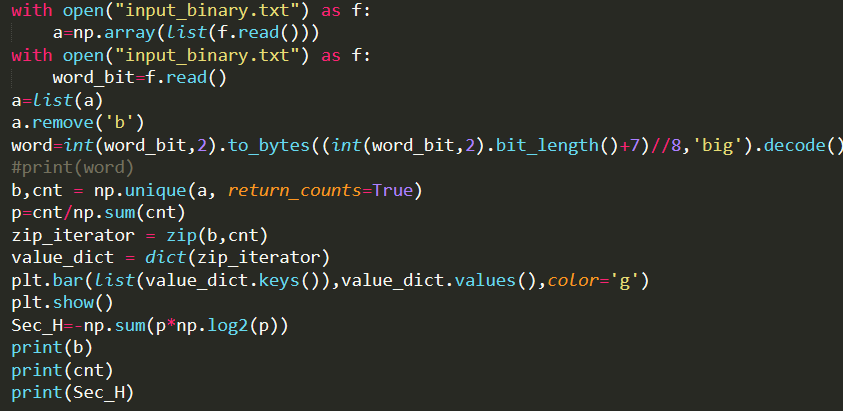 with open("input_binary.txt") as f:
    a=np.array(list(f.read()))
with open("input_binary.txt") as f:
    word_bit=f.read()
a=list(a)
a.remove('b')
word=int(word_bit,2).to_bytes((int(word_bit,2).bit_length()+7)//8,'big').decode()
#print(word)
b,cnt = np.unique(a, return_counts=True)
p=cnt/np.sum(cnt)
zip_iterator = zip(b,cnt)
value_dict = dict(zip_iterator)
plt.bar(list(value_dict.keys()),value_dict.values(),color='g')
plt.show()
Sec_H=-np.sum(p*np.log2(p))
print(b)
print(cnt)
print(Sec_H)